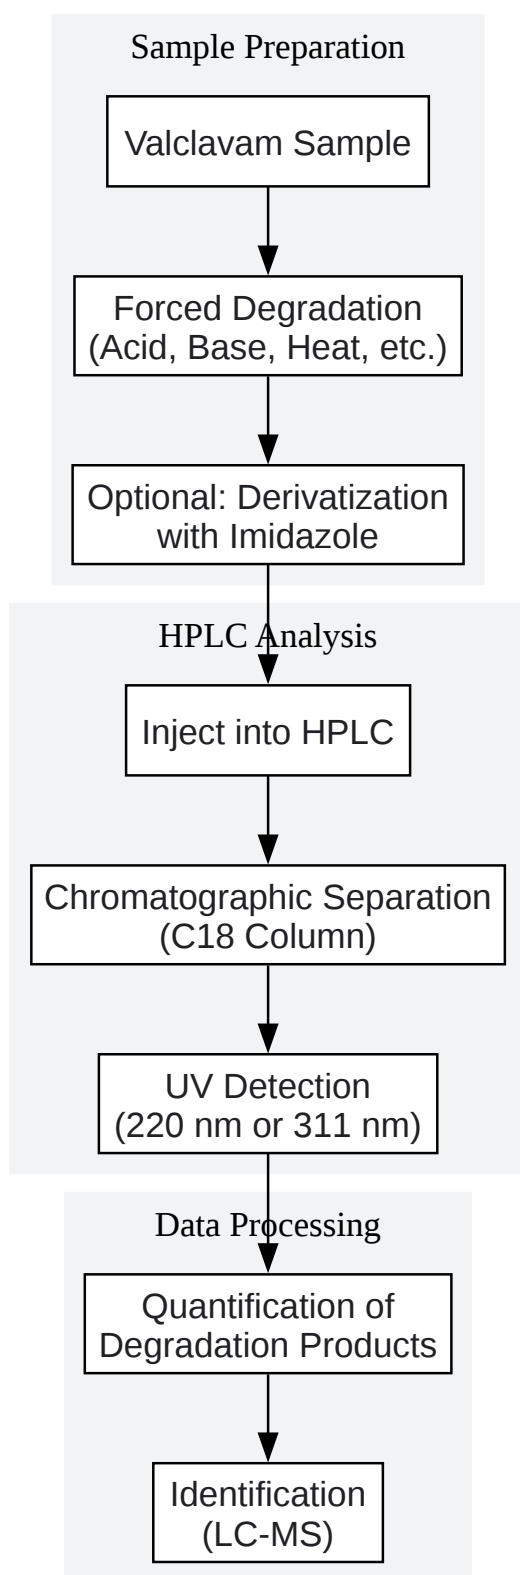 Sample Preparation
Valclavam Sample
Forced Degradation
(Acid, Base, Heat, etc.)
Optional: Derivatization
with Imidazole
HPLC Analysis
Inject into HPLC
Chromatographic Separation
(C18 Column)
UV Detection
(220 nm or 311 nm)
Data Processing
Quantification of
Degradation Products
Identification
(LC-MS)